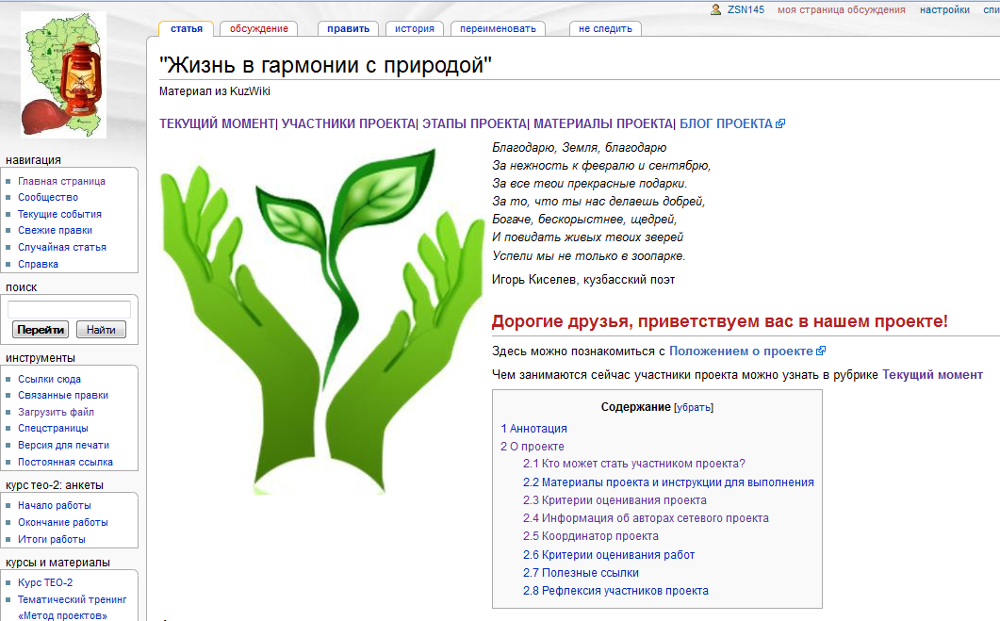 ZSN145 моя страница обсуждения настройки спи
статья обсуждение править история переименовать не следить
"Жизнь в гармонии с природой"
Материал из KuzWiki
ТЕКУЩИЙ МОМЕНТ| УЧАСТНИКИ ПРОЕКТА| ЭТАПЫ ПРОЕКТА| МАТЕРИАЛЫ ПРОЕКТА| БЛОГ ПРОЕКТА
Благодарю, Земля, благодарю
За нежность к февралю и сентябрю,
За все твои прекрасные подарки.
За то, что ты нас делаешь добрей,
Богаче, бескорыстнее, щедрей,
И повидать живых твоих зверей
Успели мы не только в зоопарке.
Игорь Киселев, кузбасский поэт
Дорогие друзья, приветствуем вас в нашем проекте!
Здесь можно познакомиться с Положением о проекте
Чем занимаются сейчас участники проекта можно узнать в рубрике Текущий момент
Содержание [убрать]
1 Аннотация
2 О проекте
2.1 Кто может стать участником проекта?
2.2 Материалы проекта и инструкции для выполнения
2.3 Критерии оценивания проекта
2.4 Информация об авторах сетевого проекта
2.5 Координатор проекта
2.6 Критерии оценивания работ
2.7 Полезные ссылки
2.8 Рефлексия участников проекта
навигация
Главная страница
Сообщество
Текущие события
Свежие правки
Случайная статья
Справка
поиск
Перейти Найти
инструменты
Ссылки сюда
Связанные правки
Загрузить файл
Спецстраницы
Версия для печати
Постоянная ссылка
курс тео-2: анкеты
Начало работы
Окончание работы
Итоги работы
курсы и материалы
Курс ТЕО-2
Тематический тренинг
«Метод проектов»